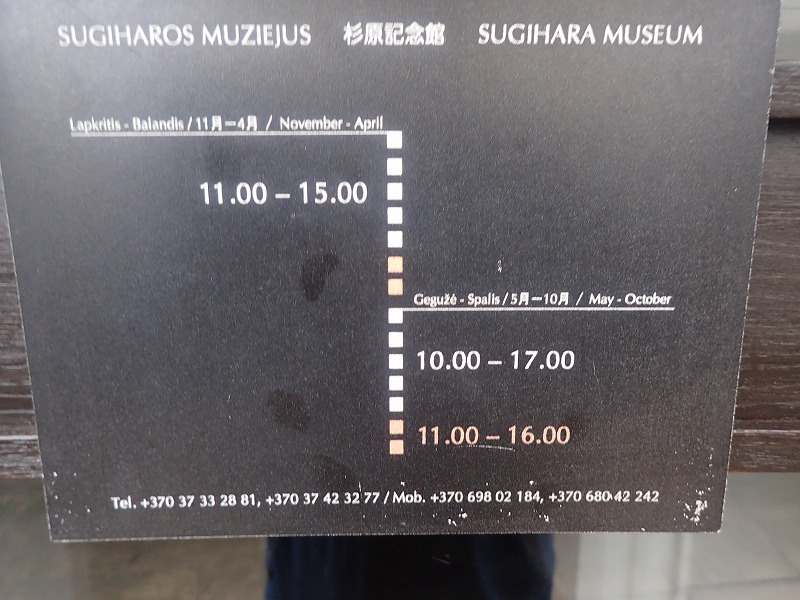 SUGIHAROS MUZIEJUS 杉原記念館 SUGIHARA MUSEUM
Lapkritis - Balandis / 11月－4月 / November - April
11.00 – 15.00
Gegužė - Spalis / 5月－10月 / May - October
10.00 – 17.00
11.00 – 16.00
Tel. +370 37 33 28 81, +370 37 42 32 77 / Mob. +370 698 02 184, +370 680 42 242